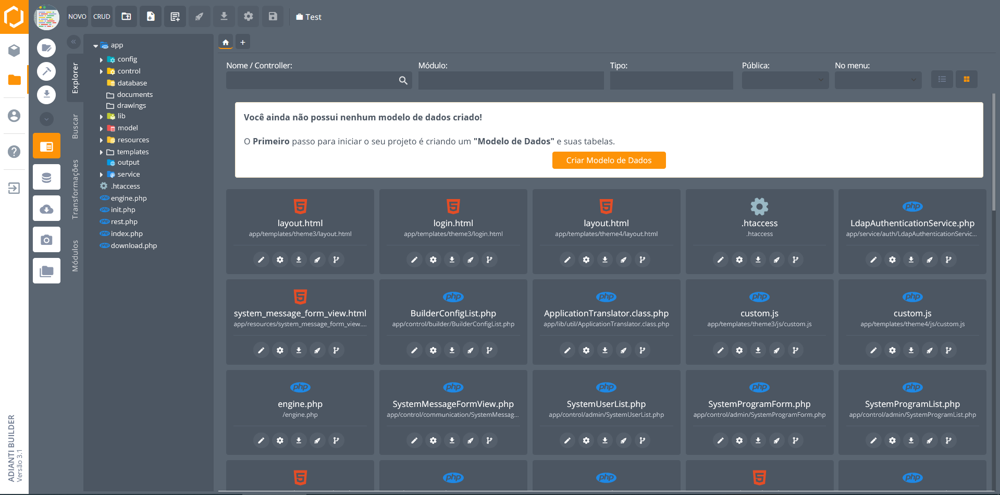 NOVO
CRUD
Test
app
config
control
database
documents
drawings
lib
model
resources
templates
output
service
.htaccess
engine.php
init.php
rest.php
index.php
download.php
Explorer
Buscar
Transformações
Módulos
ADIANTI BUILDER
Versão 3.1
Nome / Controller:
Módulo:
Tipo:
Pública:
No menu:
Você ainda não possui nenhum modelo de dados criado!
O Primeiro passo para iniciar o seu projeto é criando um "Modelo de Dados" e suas tabelas.
Criar Modelo de Dados
layout.html
app/templates/theme3/layout.html
login.html
app/templates/theme3/login.html
layout.html
app/templates/theme4/layout.html
.htaccess
.htaccess
php
LdapAuthenticationService.php
app/service/auth/LdapAuthenticationServic...
system_message_form_view.html
app/resources/system_message_form_view....
php
BuilderConfigList.php
app/control/builder/BuilderConfigList.php
php
ApplicationTranslator.class.php
app/lib/util/ApplicationTranslator.class.php
php
custom.js
app/templates/theme3/js/custom.js
php
custom.js
app/templates/theme4/js/custom.js
php
engine.php
/engine.php
php
SystemMessageFormView.php
app/control/communication/SystemMessag...
php
SystemUserList.php
app/control/admin/SystemUserList.php
php
SystemProgramForm.php
app/control/admin/SystemProgramForm.php
php
SystemProgramList.php
app/control/admin/SystemProgramList.php
php
php
php